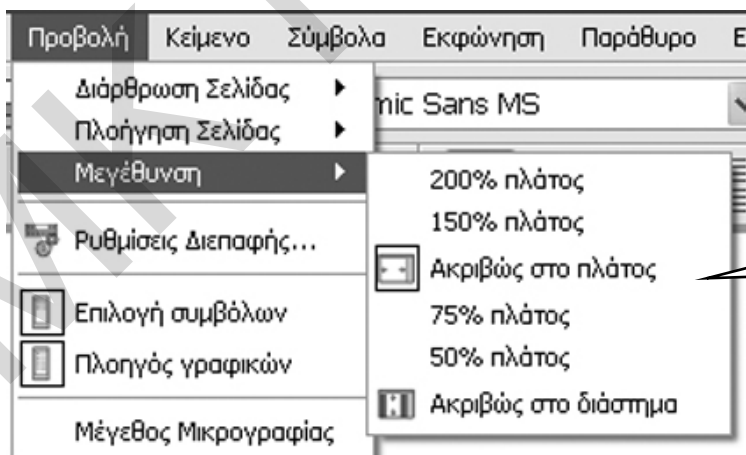 Προβολή Κείμενο Σύμβολα Εκφώνηση Παράθυρο
Διάρθρωση Σελίδας
Πλοήγηση Σελίδας
mic Sans MS
Μεγέθυνση
200% πλάτος
150% πλάτος
Ακριβώς στο πλάτος
75% πλάτος
50% πλάτος
Ακριβώς στο διάστημα
Ρυθμίσεις Διεπαφής...
Επιλογή συμβόλων
Πλοηγός γραφικών
Μέγεθος Μικρογραφίας